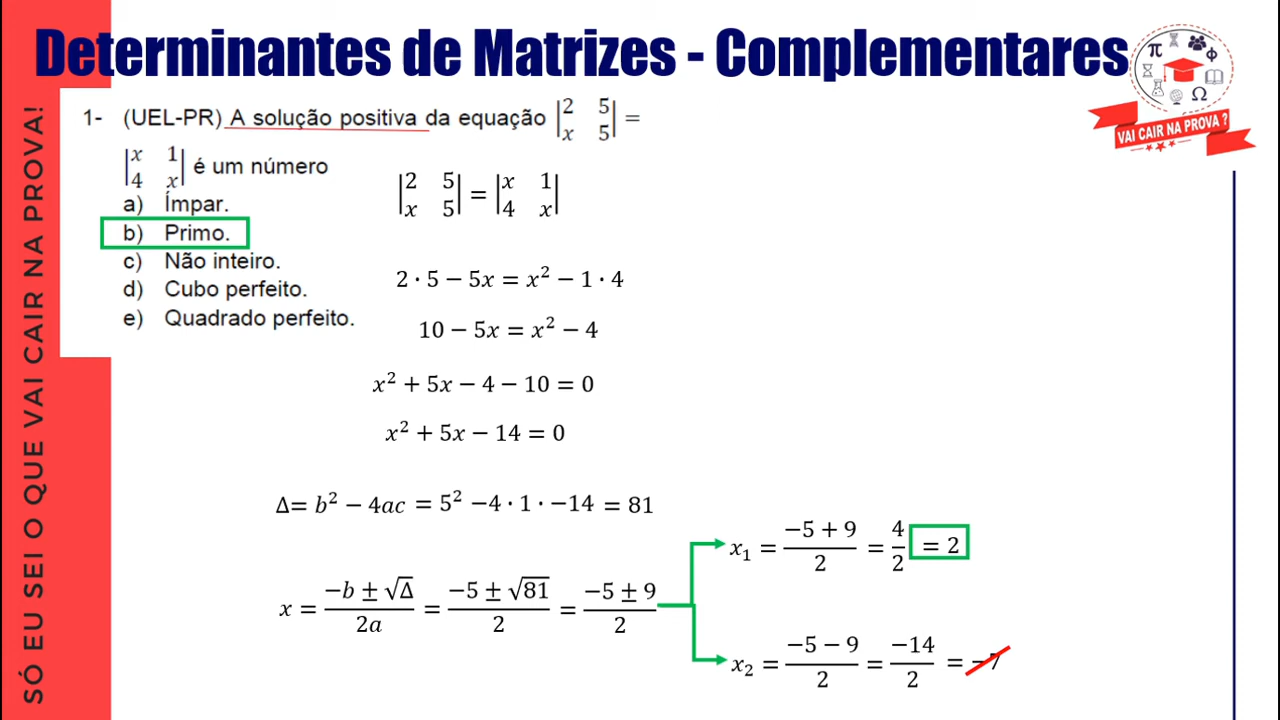 Determinantes de Matrizes - Complementares
π Φ Ω
VAI CAIR NA PROVA ?
SÓ EU SEI O QUE VAI CAIR NA PROVA!
1- (UEL-PR) A solução positiva da equação |2 5; x 5| =
|x 1; 4 x| é um número
a) Ímpar.
b) Primo.
c) Não inteiro.
d) Cubo perfeito.
e) Quadrado perfeito.
|2 5; x 5| = |x 1; 4 x|
2 · 5 − 5x = x² − 1 · 4
10 − 5x = x² − 4
x² + 5x − 4 − 10 = 0
x² + 5x − 14 = 0
Δ= b² − 4ac = 5² −4 · 1 · −14 = 81
x = (−b ± √Δ)/2a = (−5 ± √81)/2 = (−5 ± 9)/2
x₁ = (−5 + 9)/2 = 4/2 = 2
x₂ = (−5 − 9)/2 = −14/2 = −7